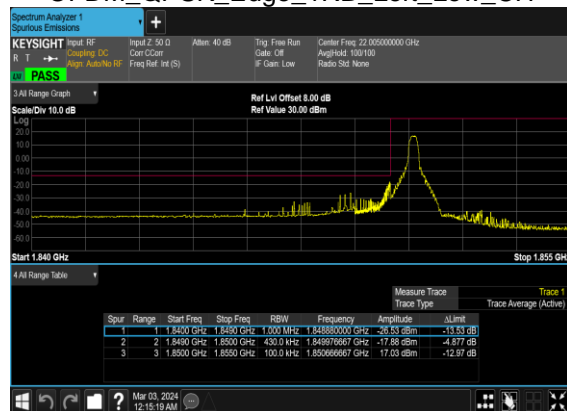 Spectrum Analyzer 1
Spurious Emissions
KEYSIGHT
R T
LW PASS
Input: RF
Coupling: DC
Align: Auto/No RF
Input Z: 50 Ω
Corr CCorr
Freq Ref: Int (S)
Atten: 40 dB
Trig: Free Run
Gate: Off
IF Gain: Low
Center Freq: 22.005000000 GHz
Avg|Hold: 100/100
Radio Std: None
3 All Range Graph
Scale/Div 10.0 dB
Ref Lvl Offset 8.00 dB
Ref Value 30.00 dBm
Log
20.0
10.0
0.00
-10.0
-20.0
-30.0
-40.0
-50.0
-60.0
Start 1.840 GHz
Stop 1.855 GH
4 All Range Table
Measure Trace Trace 1
Trace Type Trace Average (Active)
Spur Range Start Freq Stop Freq RBW Frequency Amplitude ΔLimit
1 1 1.8400 GHz 1.8490 GHz 1.000 MHz 1.848880000 GHz -26.53 dBm -13.53 dB
2 2 1.8490 GHz 1.8500 GHz 430.0 kHz 1.849976667 GHz -17.88 dBm -4.877 dB
3 3 1.8500 GHz 1.8550 GHz 100.0 kHz 1.850666667 GHz 17.03 dBm -12.97 dB
Mar 03, 2024
12:15:19 AM